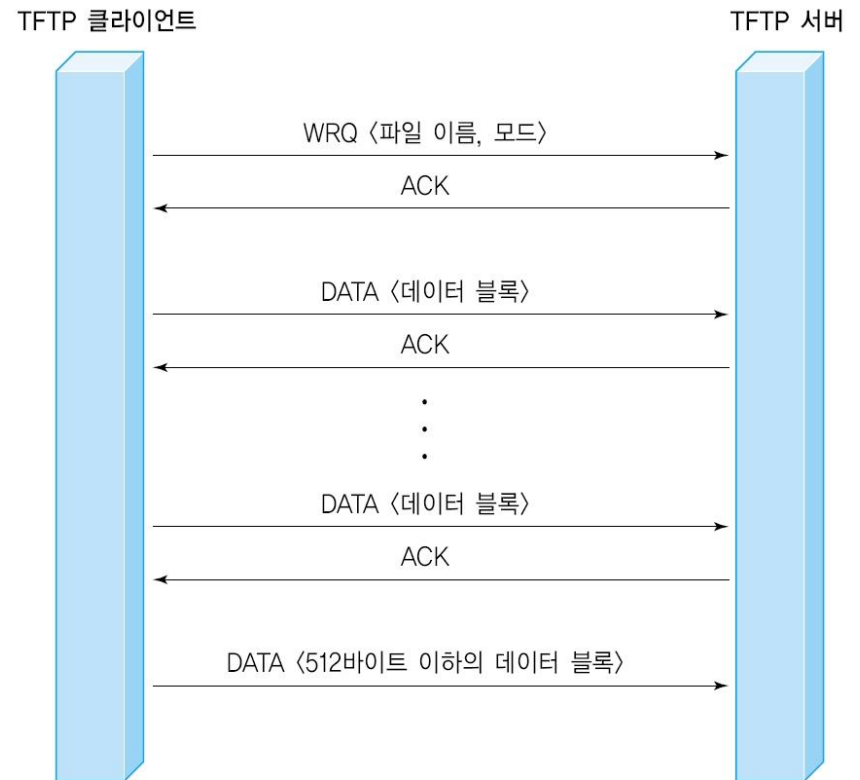 TFTP 클라이언트
TFTP 서버
WRQ 〈파일 이름, 모드〉
ACK
DATA 〈데이터 블록〉
ACK
DATA 〈데이터 블록〉
ACK
DATA 〈512바이트 이하의 데이터 블록〉